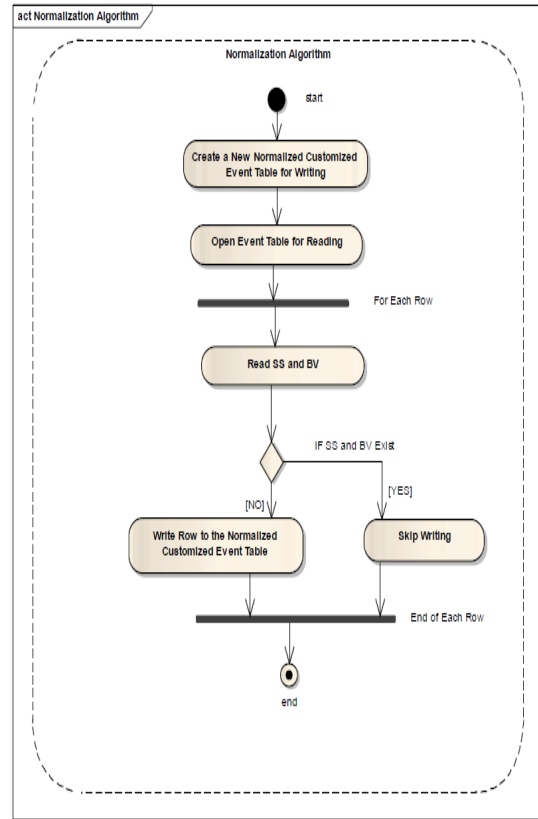 act Normalization Algorithm
Normalization Algorithm
start
Create a New Normalized Customized
Event Table for Writing
Open Event Table for Reading
For Each Row
Read SS and BV
IF SS and BV Exist
[NO]
[YES]
Write Row to the Normalized
Customized Event Table
Skip Writing
End of Each Row
end